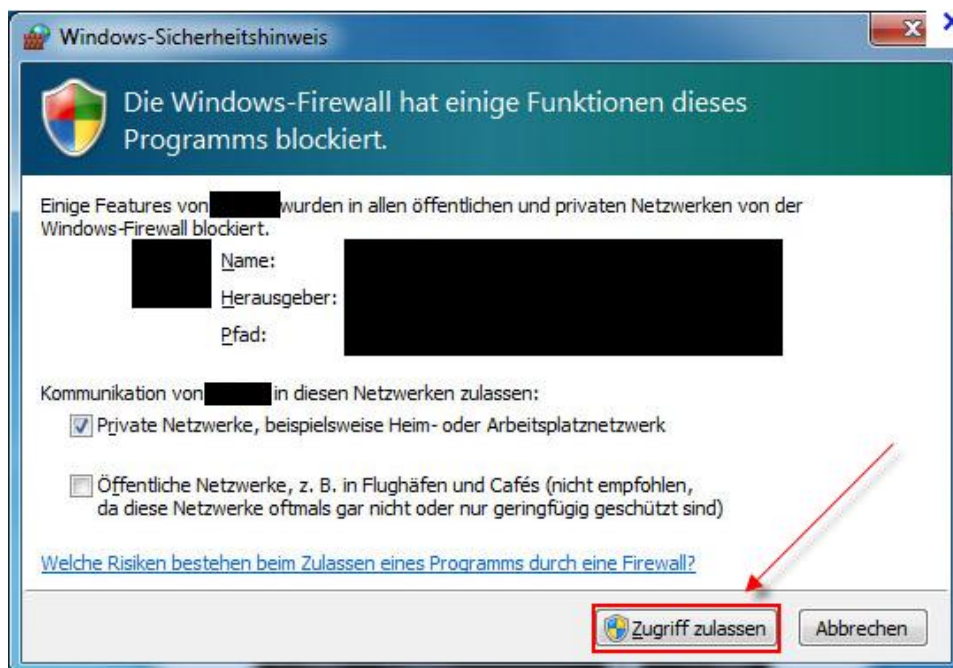 Windows-Sicherheitshinweis
Die Windows-Firewall hat einige Funktionen dieses
Programms blockiert.
Einige Features von wurden in allen öffentlichen und privaten Netzwerken von der
Windows-Firewall blockiert.
Name:
Herausgeber:
Pfad:
Kommunikation von in diesen Netzwerken zulassen:
Private Netzwerke, beispielsweise Heim- oder Arbeitsplatznetzwerk
Öffentliche Netzwerke, z. B. in Flughäfen und Cafés (nicht empfohlen,
da diese Netzwerke oftmals gar nicht oder nur geringfügig geschützt sind)
Welche Risiken bestehen beim Zulassen eines Programms durch eine Firewall?
Zugriff zulassen
Abbrechen